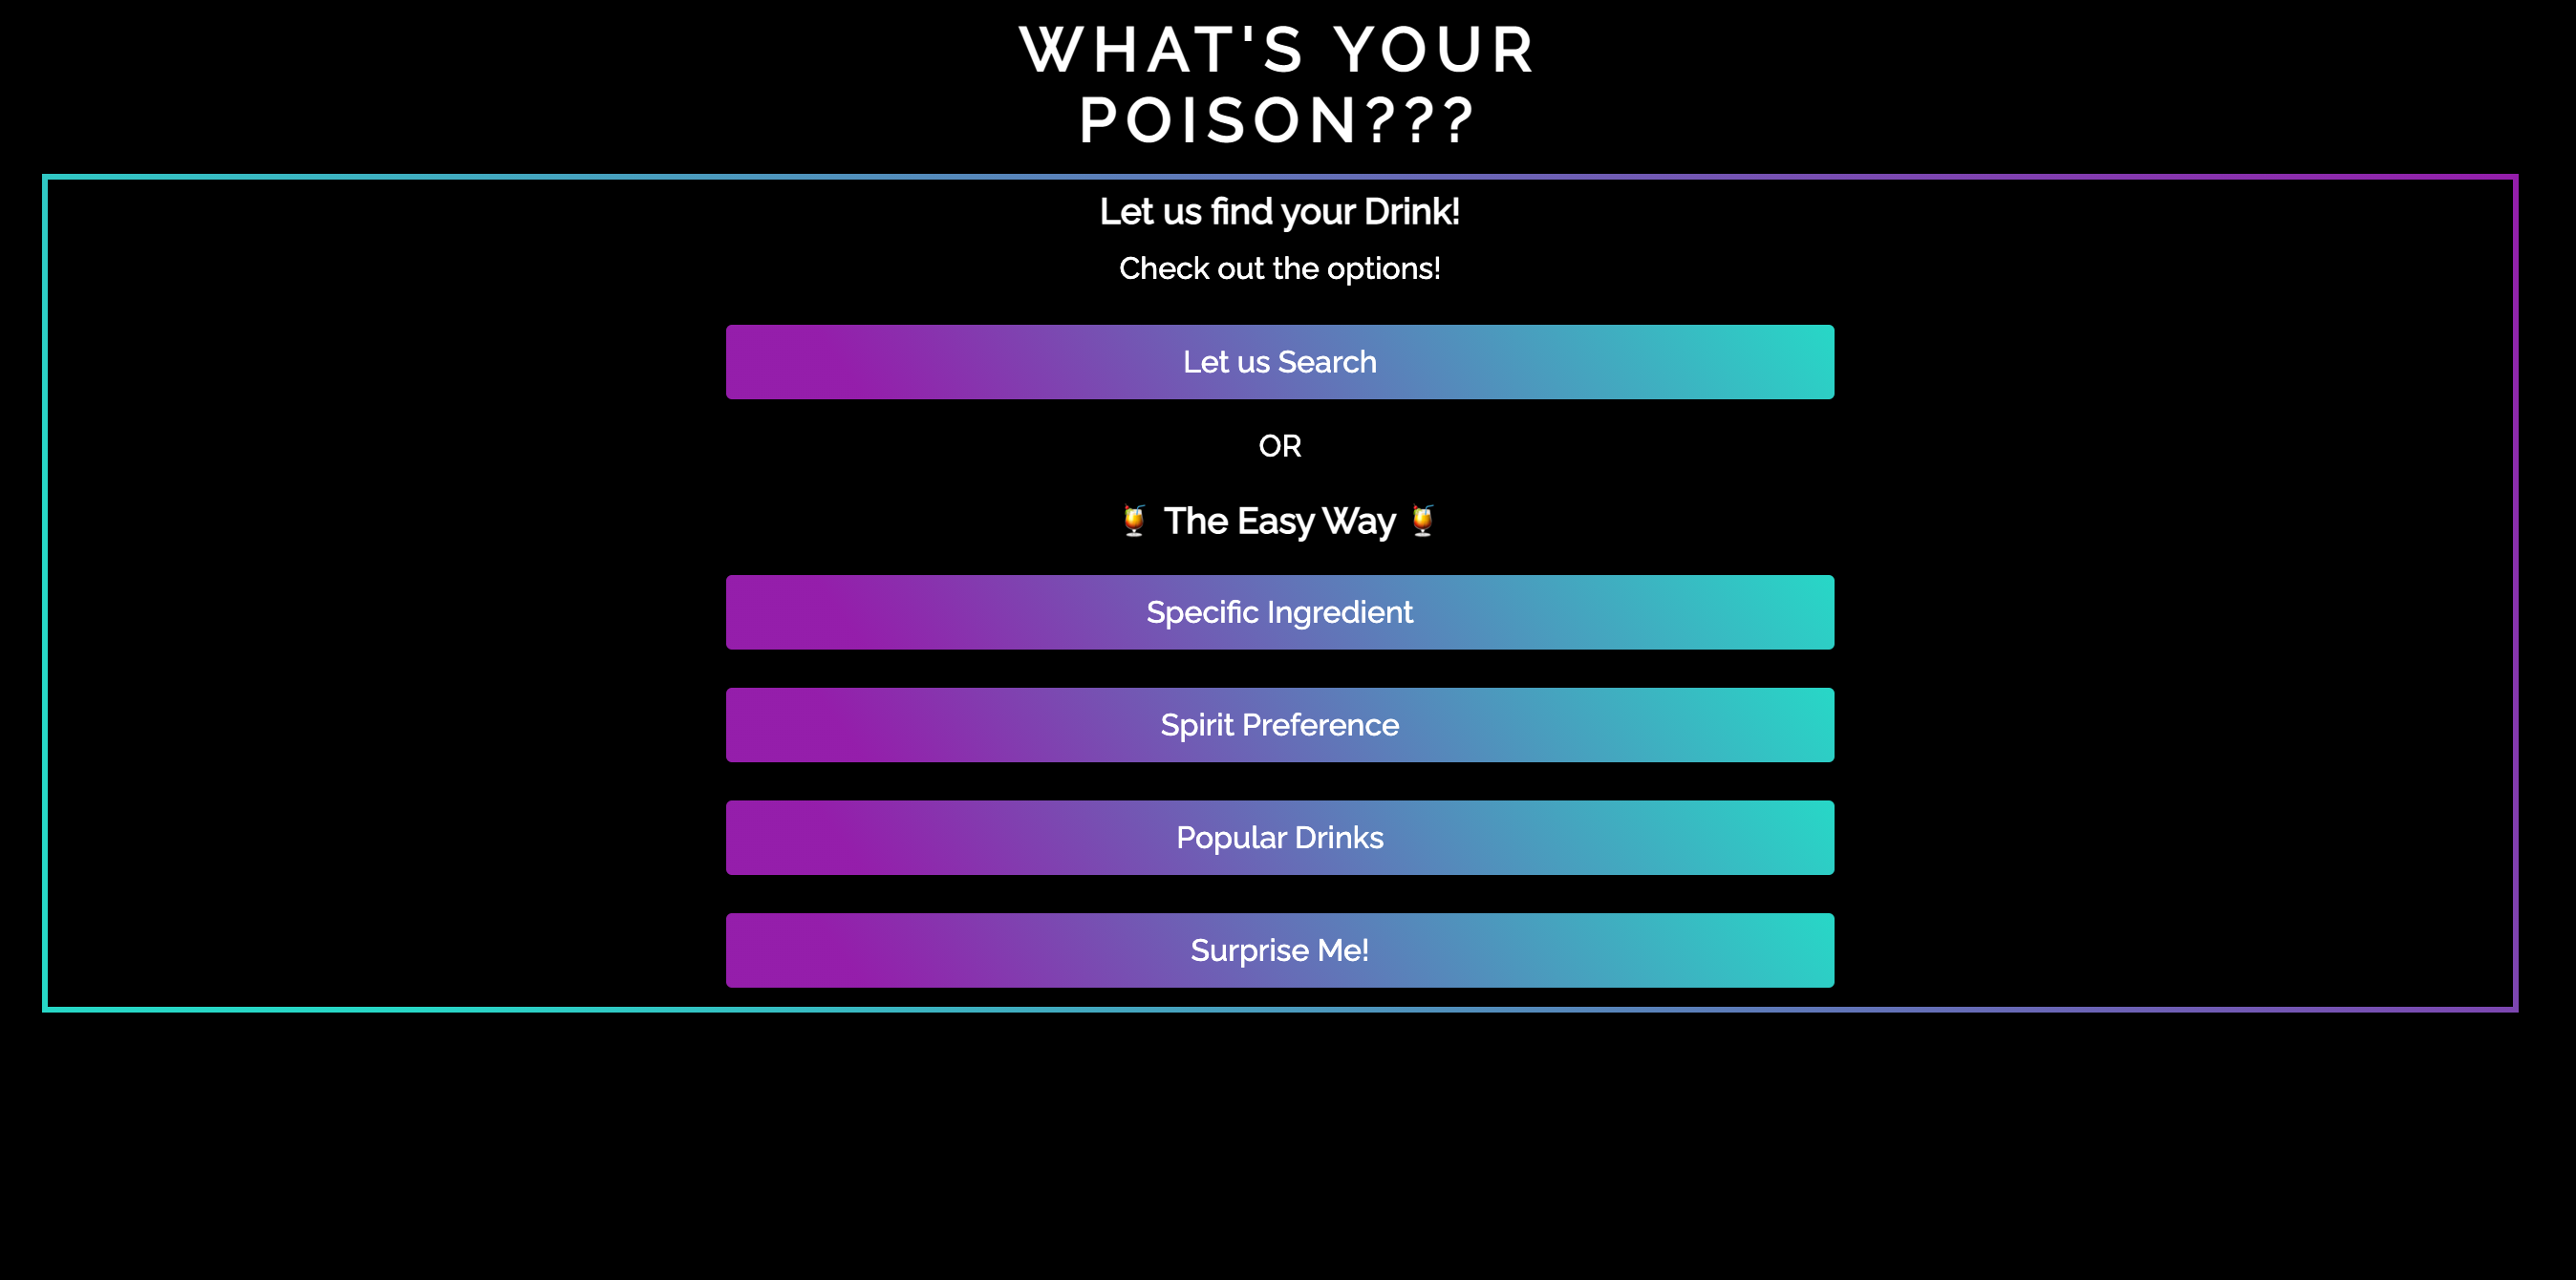 WHAT'S YOUR
POISON???
Let us find your Drink!
Check out the options!
Let us Search
OR
🍹 The Easy Way 🍹
Specific Ingredient
Spirit Preference
Popular Drinks
Surprise Me!